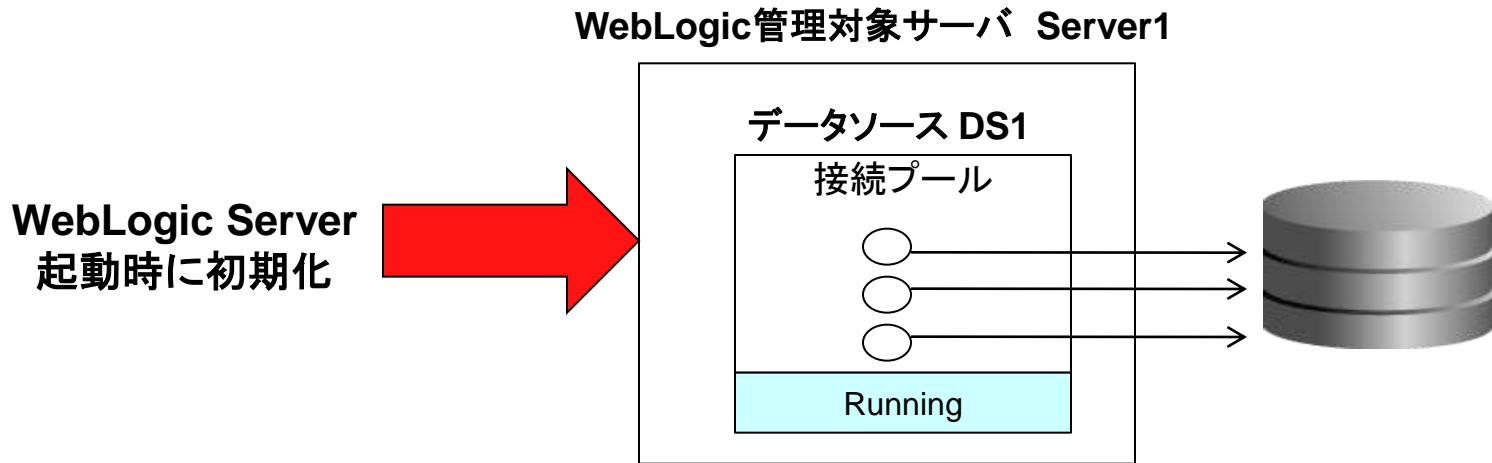 WebLogic管理対象サーバ Server1
データソース DS1
接続プール
WebLogic Server
起動時に初期化
Running